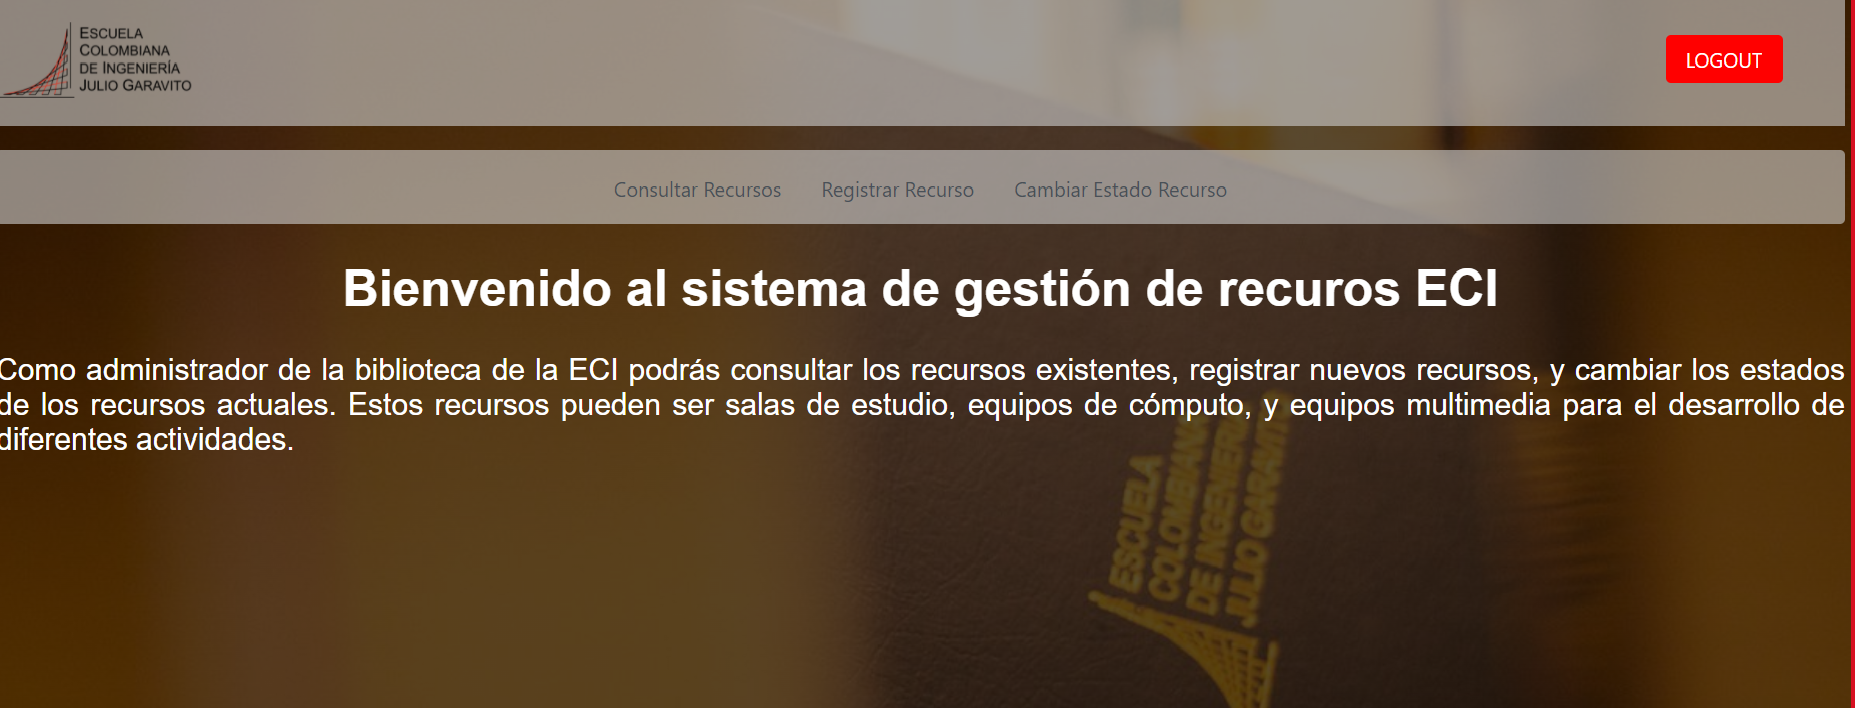 ESCUELA
COLOMBIANA
DE INGENIERÍA
JULIO GARAVITO
LOGOUT
Consultar Recursos Registrar Recurso Cambiar Estado Recurso
Bienvenido al sistema de gestión de recuros ECI
Como administrador de la biblioteca de la ECI podrás consultar los recursos existentes, registrar nuevos recursos, y cambiar los estados
de los recursos actuales. Estos recursos pueden ser salas de estudio, equipos de cómputo, y equipos multimedia para el desarrollo de
diferentes actividades.
ESCUELA
COLOMBIANA
DE INGENIERIA
JULIO GARAVITO